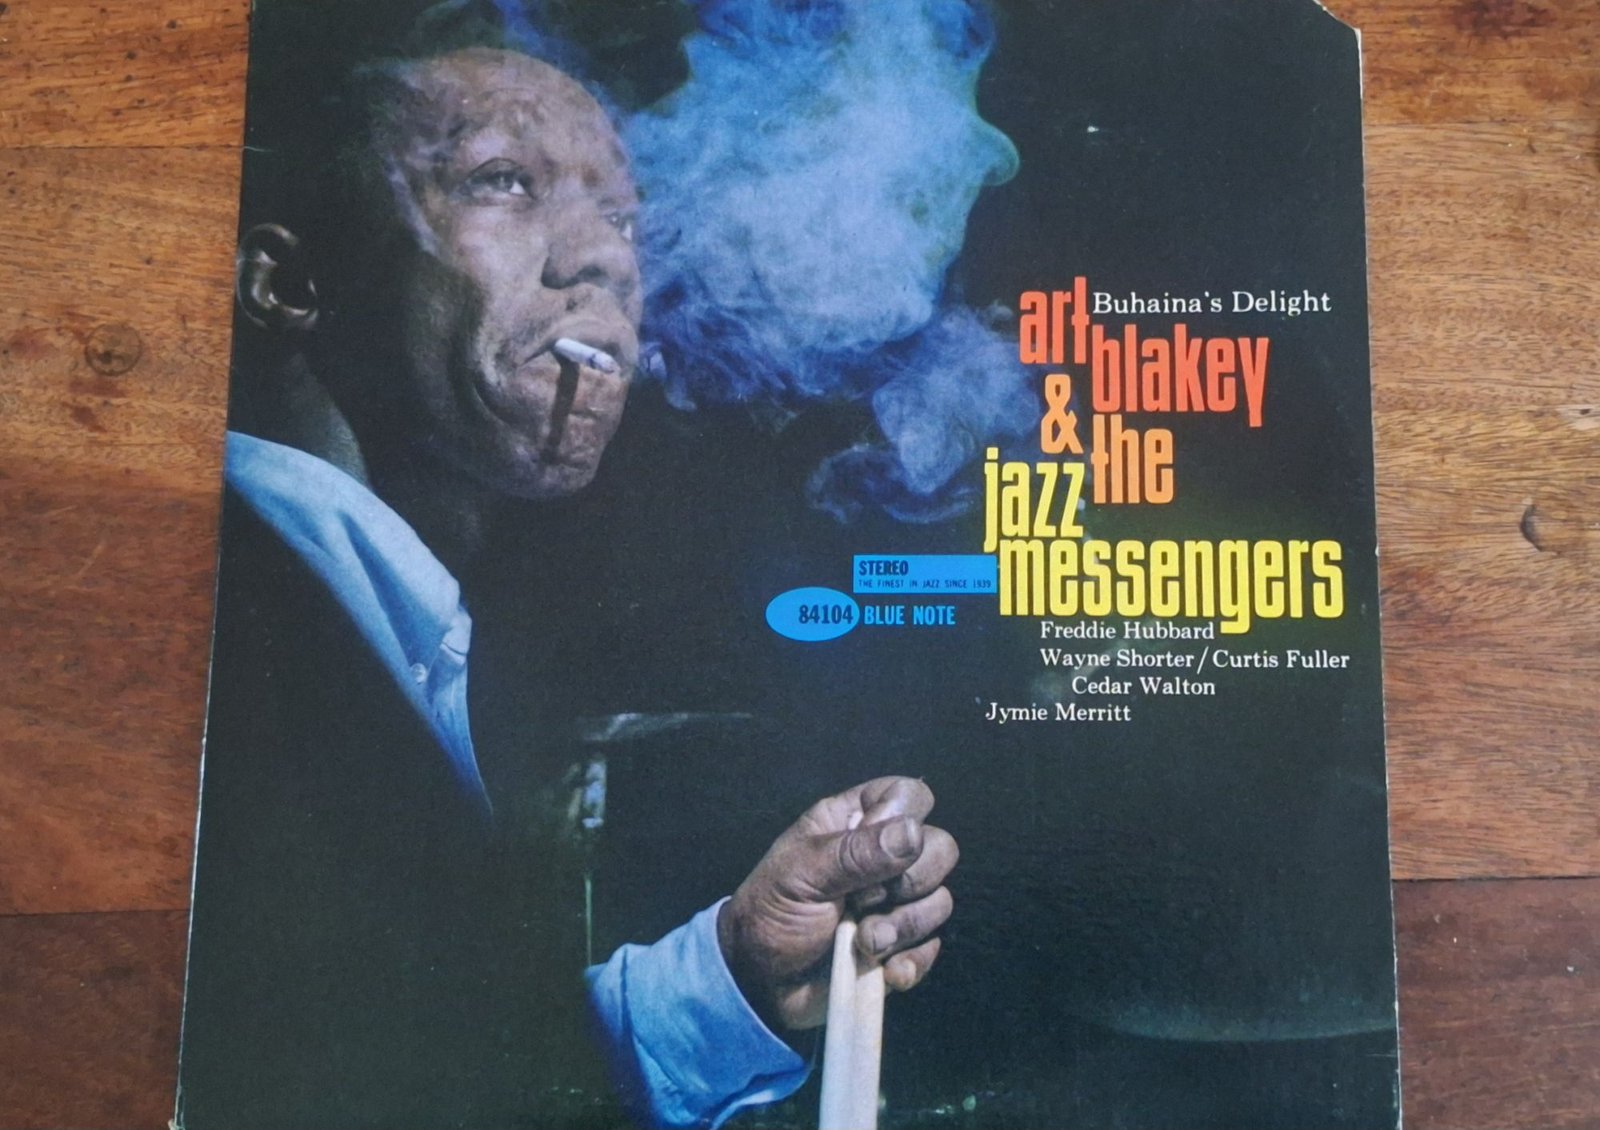 Buhaina's Delight
art blakey
& the
jazz
messengers
STEREO
THE FINEST IN JAZZ SINCE 1939
84104 BLUE NOTE
Freddie Hubbard
Wayne Shorter/Curtis Fuller
Cedar Walton
Jymie Merritt